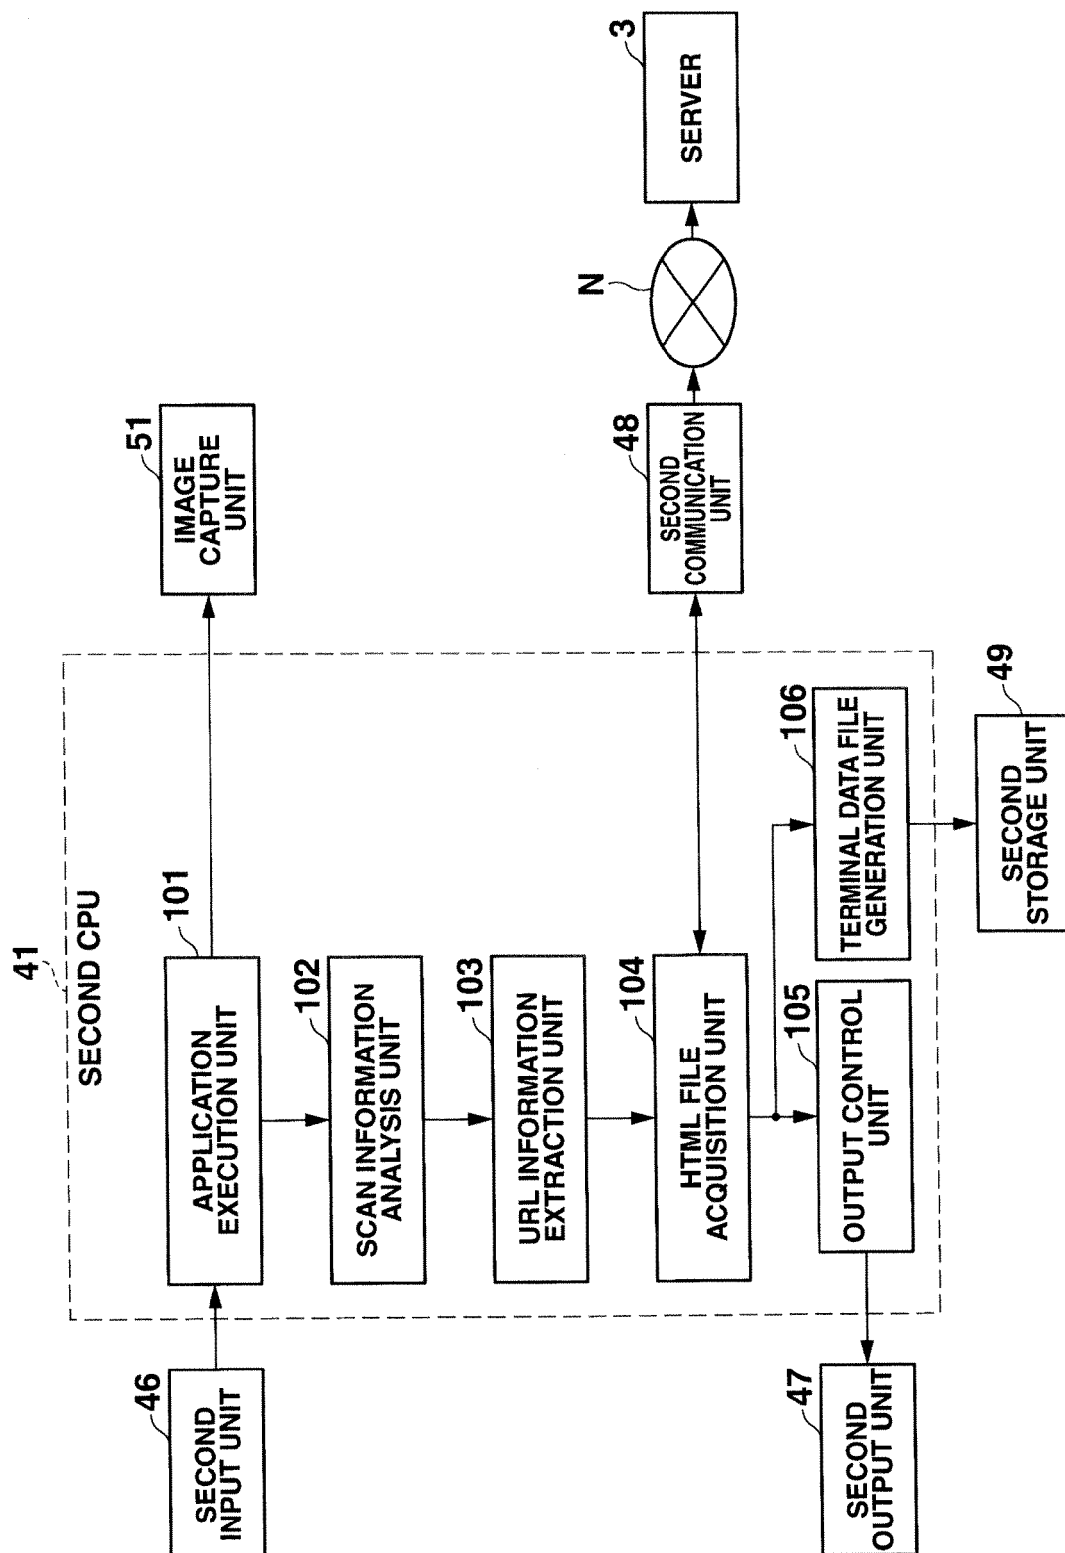 41
SECOND CPU
46
SECOND
INPUT UNIT
101
APPLICATION
EXECUTION UNIT
51
IMAGE
CAPTURE
UNIT
102
SCAN INFORMATION
ANALYSIS UNIT
103
URL INFORMATION
EXTRACTION UNIT
104
HTML FILE
ACQUISITION UNIT
48
SECOND
COMMUNICATION
UNIT
N
3
SERVER
105
OUTPUT CONTROL
UNIT
106
TERMINAL DATA FILE
GENERATION UNIT
47
SECOND
OUTPUT UNIT
49
SECOND
STORAGE UNIT